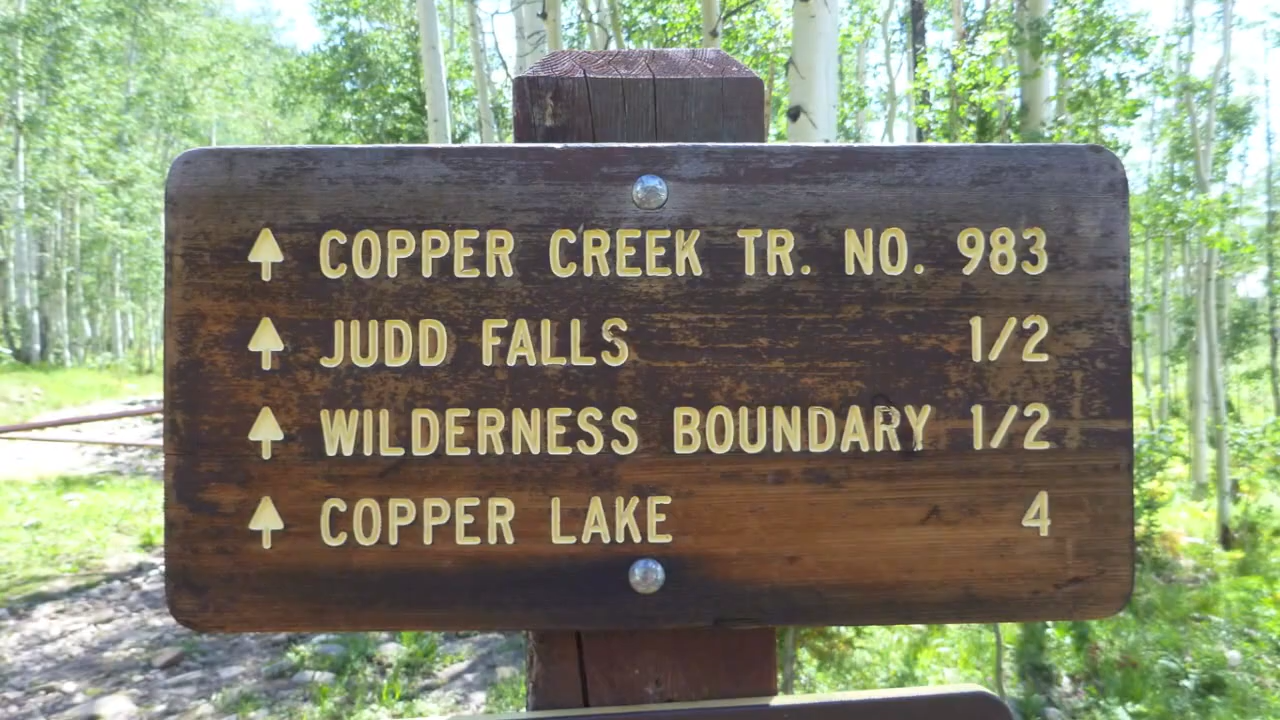 COPPER CREEK TR. NO. 983
JUDD FALLS 1/2
WILDERNESS BOUNDARY 1/2
COPPER LAKE 4